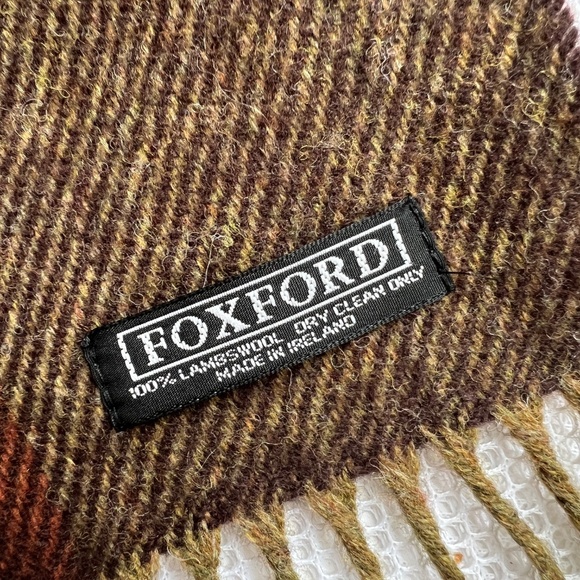 FOXFORD
100% LAMBSWOOL DRY CLEAN ONLY
MADE IN IRELAND